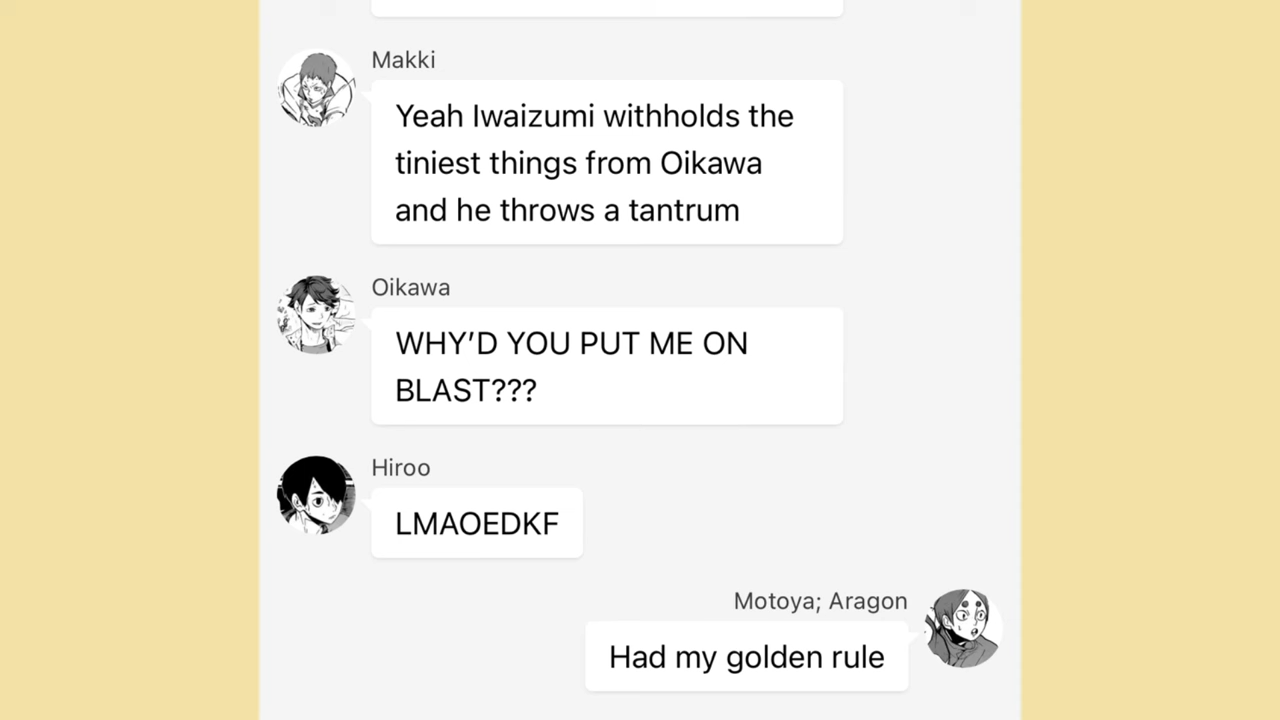 Makki
Yeah Iwaizumi withholds the
tiniest things from Oikawa
and he throws a tantrum
Oikawa
WHY’D YOU PUT ME ON
BLAST???
Hiroo
LMAOEDKF
Motoya; Aragon
Had my golden rule